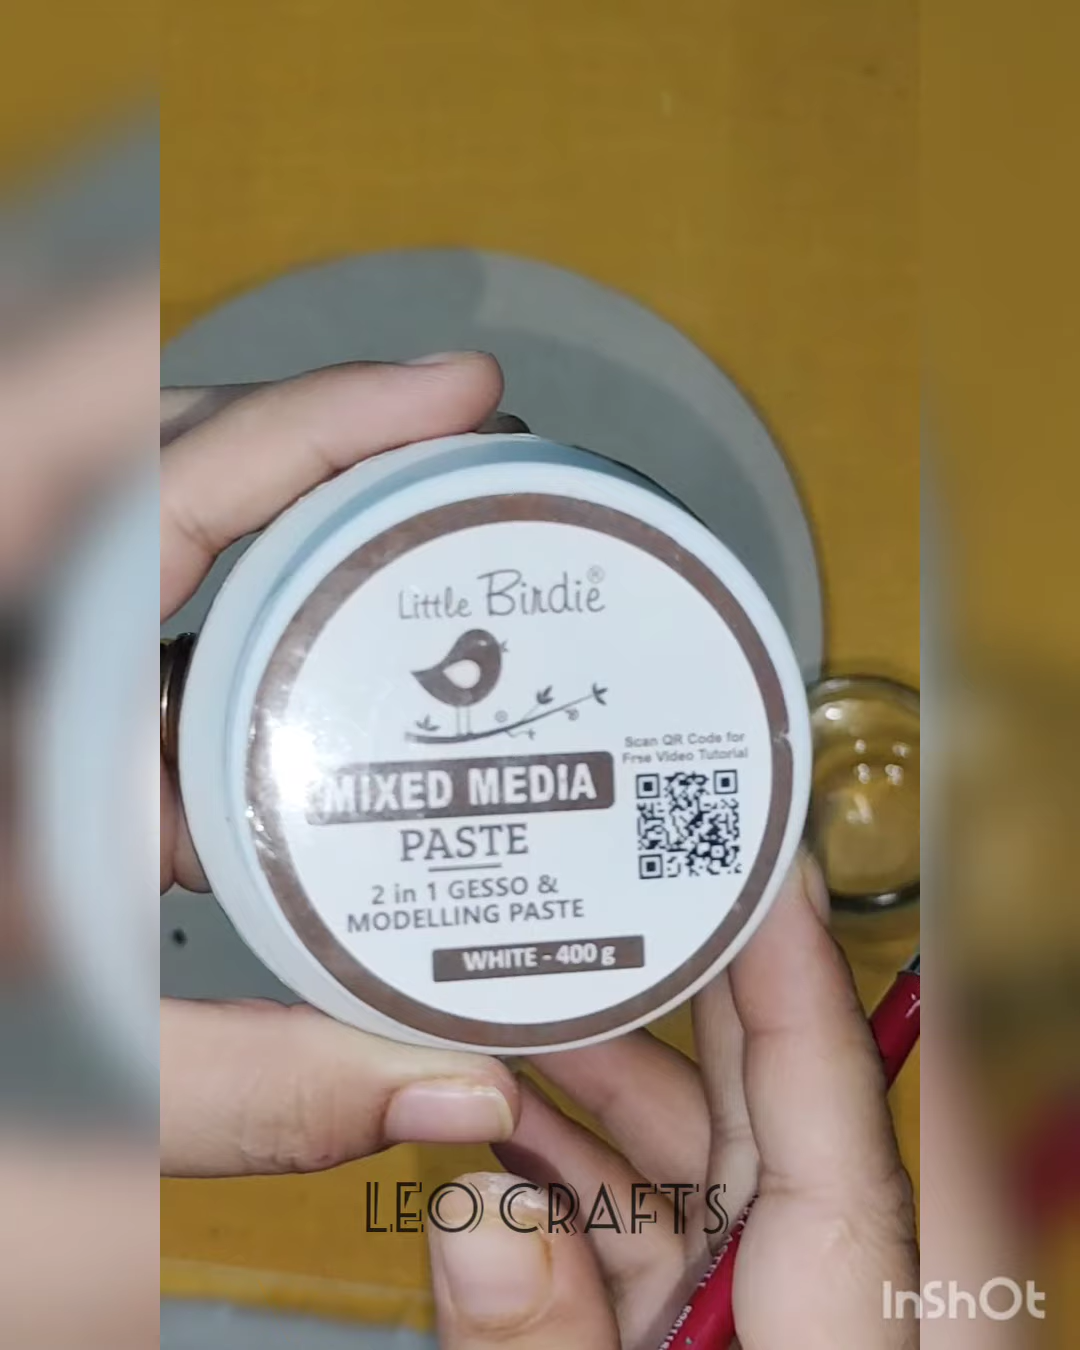 Little Birdie®
Scan QR Code for
Free Video Tutorial
MIXED MEDIA
PASTE
2 in 1 GESSO &
MODELLING PASTE
WHITE - 400 g
LEO CRAFTS
InShOt